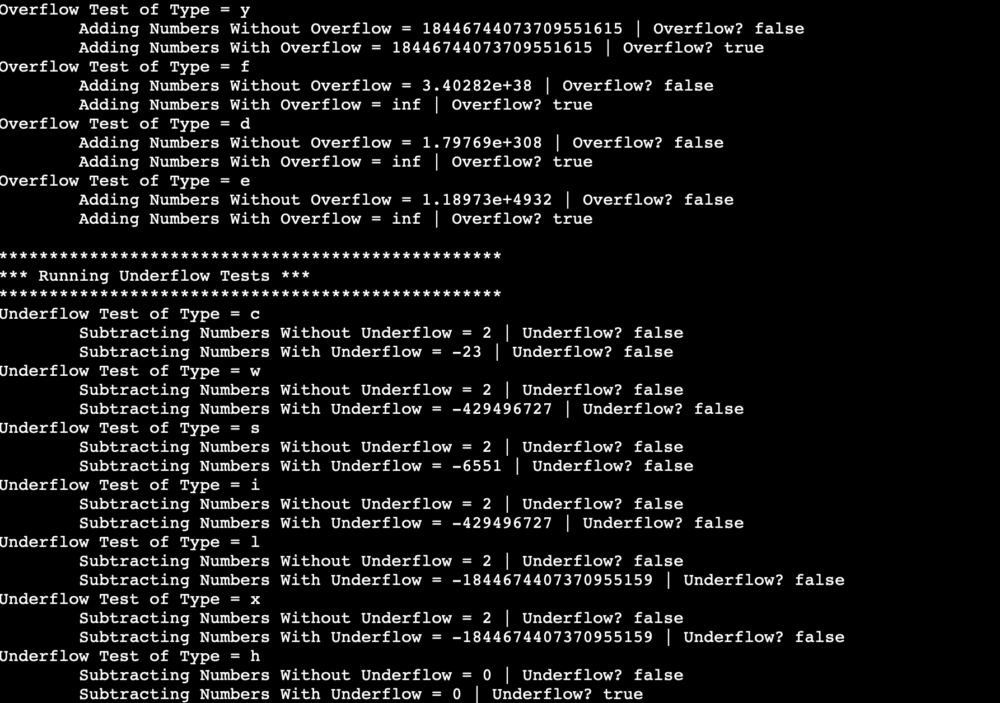 Overflow Test of Type = y
Adding Numbers Without Overflow = 18446744073709551615 | Overflow? false
Adding Numbers With Overflow = 18446744073709551615 | Overflow? true
Overflow Test of Type = f
Adding Numbers Without Overflow = 3.40282e+38 | Overflow? false
Adding Numbers With Overflow = inf | Overflow? true
Overflow Test of Type = d
Adding Numbers Without Overflow = 1.79769e+308 | Overflow? false
Adding Numbers With Overflow = inf | Overflow? true
Overflow Test of Type = e
Adding Numbers Without Overflow = 1.18973e+4932 | Overflow? false
Adding Numbers With Overflow = inf | Overflow? true
**************************************************
*** Running Underflow Tests ***
**************************************************
Underflow Test of Type = c
Subtracting Numbers Without Underflow = 2 | Underflow? false
Subtracting Numbers With Underflow = -23 | Underflow? false
Underflow Test of Type = w
Subtracting Numbers Without Underflow = 2 | Underflow? false
Subtracting Numbers With Underflow = -429496727 | Underflow? false
Underflow Test of Type = s
Subtracting Numbers Without Underflow = 2 | Underflow? false
Subtracting Numbers With Underflow = -6551 | Underflow? false
Underflow Test of Type = i
Subtracting Numbers Without Underflow = 2 | Underflow? false
Subtracting Numbers With Underflow = -429496727 | Underflow? false
Underflow Test of Type = l
Subtracting Numbers Without Underflow = 2 | Underflow? false
Subtracting Numbers With Underflow = -1844674407370955159 | Underflow? false
Underflow Test of Type = x
Subtracting Numbers Without Underflow = 2 | Underflow? false
Subtracting Numbers With Underflow = -1844674407370955159 | Underflow? false
Underflow Test of Type = h
Subtracting Numbers Without Underflow = 0 | Underflow? false
Subtracting Numbers With Underflow = 0 | Underflow? true